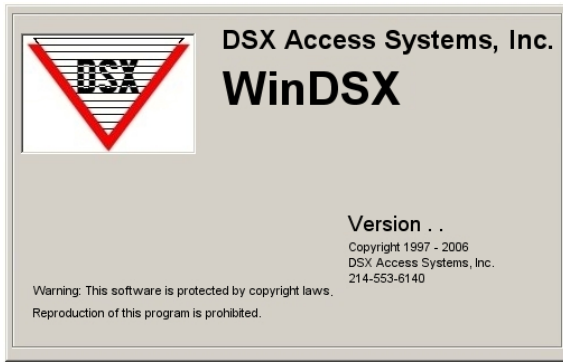 DSX
DSX Access Systems, Inc.
WinDSX
Version . .
Copyright 1997 - 2006
DSX Access Systems, Inc.
214-553-6140
Warning: This software is protected by copyright laws.
Reproduction of this program is prohibited.